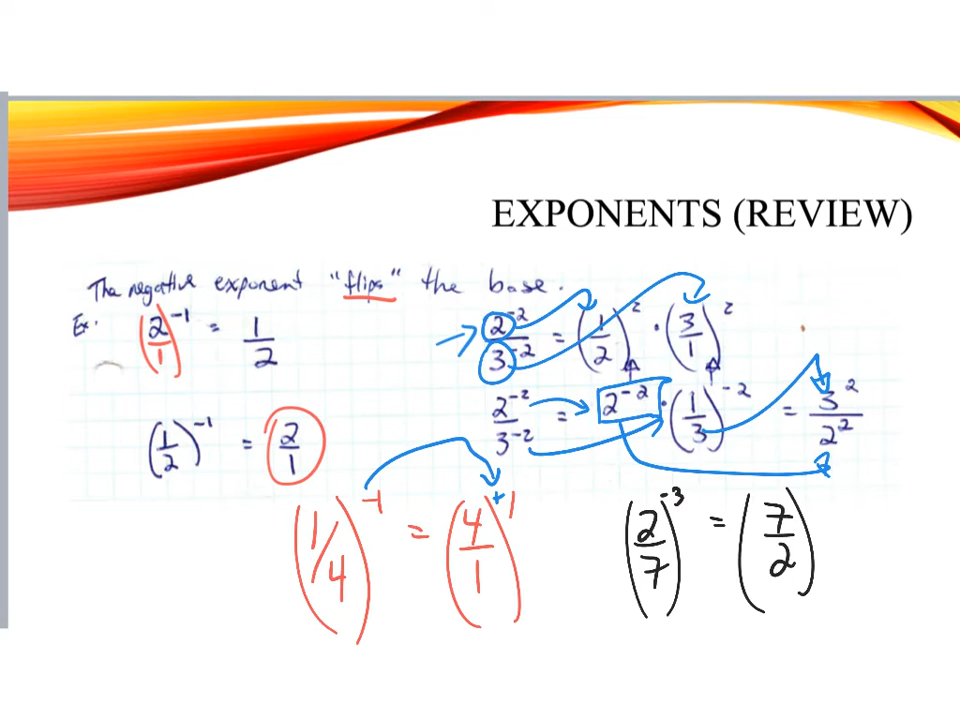 EXPONENTS (REVIEW)
The negative exponent "flips" the base.
Ex: (2/1)^-1 = 1/2
(1/2)^-1 = (2/1)
2^-2/3^-2 = (1/2)^2 · (3/1)^2
2^-2/3^-2 = 2^-2 · (1/3)^-2 = 3^2/2^2
(1/4)^-1 = (4/1)^+1
(2/7)^-3 = (7/2)